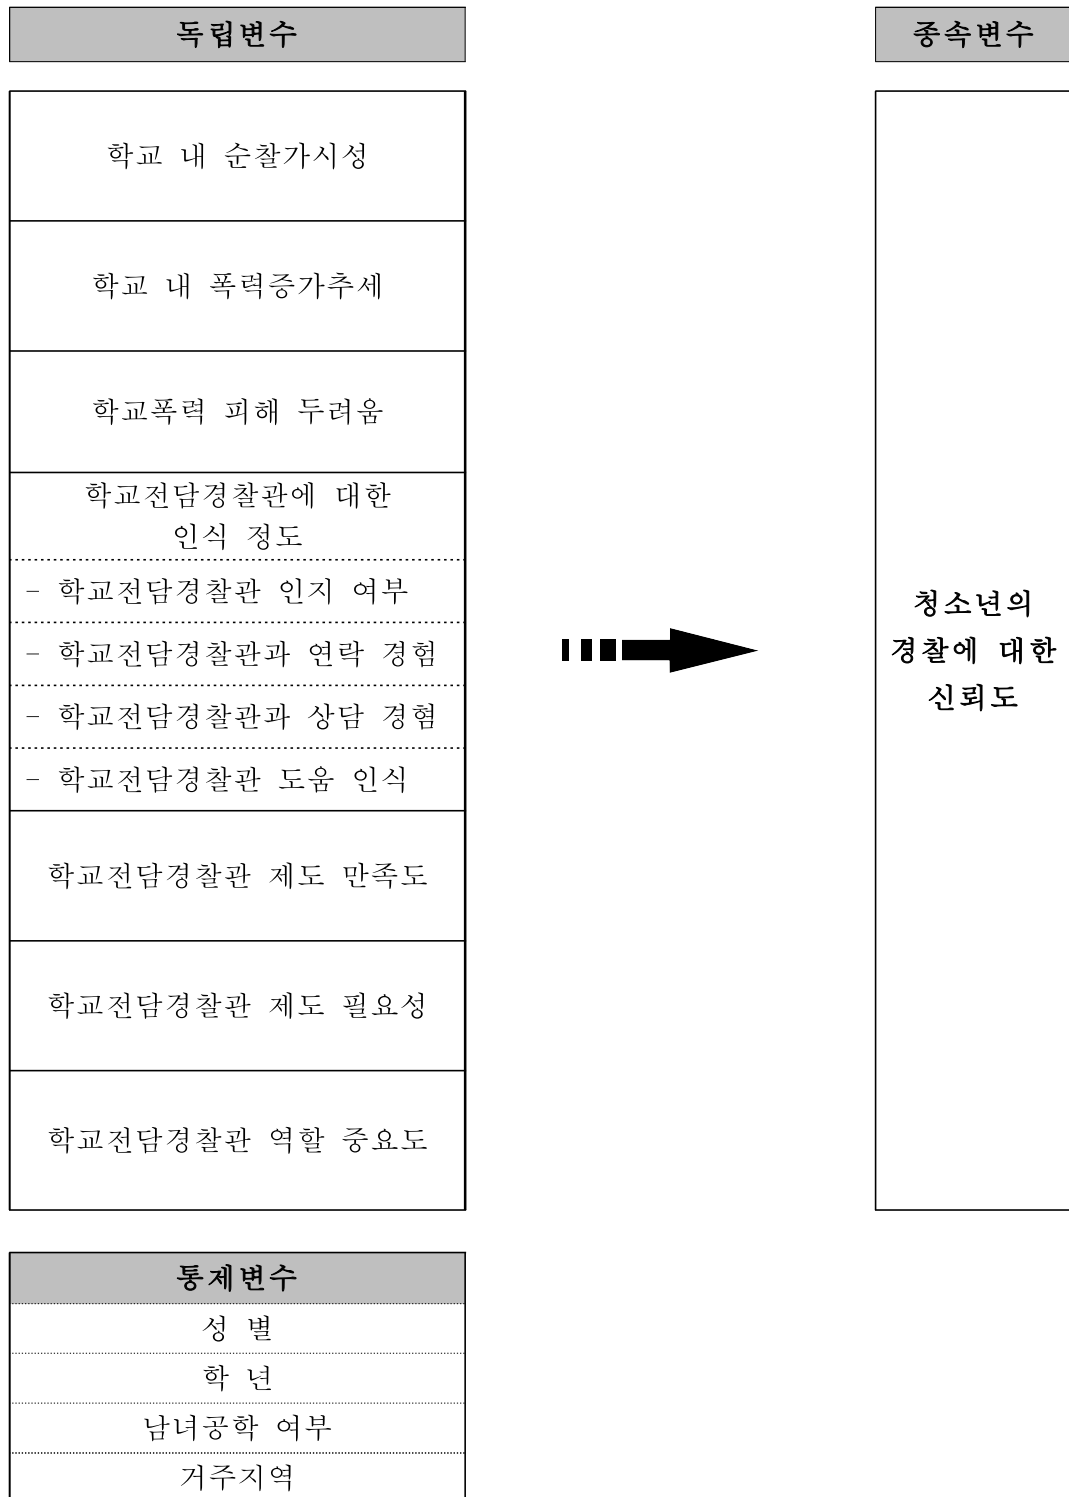 독립변수
종속변수
학교 내 순찰가시성
학교 내 폭력증가추세
학교폭력 피해 두려움
학교전담경찰관에 대한
인식 정도
- 학교전담경찰관 인지 여부
- 학교전담경찰관과 연락 경험
- 학교전담경찰관과 상담 경혐
- 학교전담경찰관 도움 인식
학교전담경찰관 제도 만족도
학교전담경찰관 제도 필요성
학교전담경찰관 역할 중요도
청소년의
경찰에 대한
신뢰도
통제변수
성 별
학 년
남녀공학 여부
거주지역